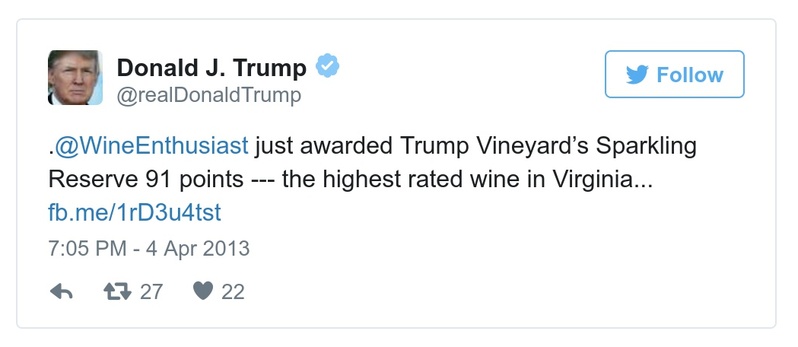 Donald J. Trump
@realDonaldTrump
Follow
.@WineEnthusiast just awarded Trump Vineyard’s Sparkling
Reserve 91 points --- the highest rated wine in Virginia...
fb.me/1rD3u4tst
7:05 PM - 4 Apr 2013
27 22